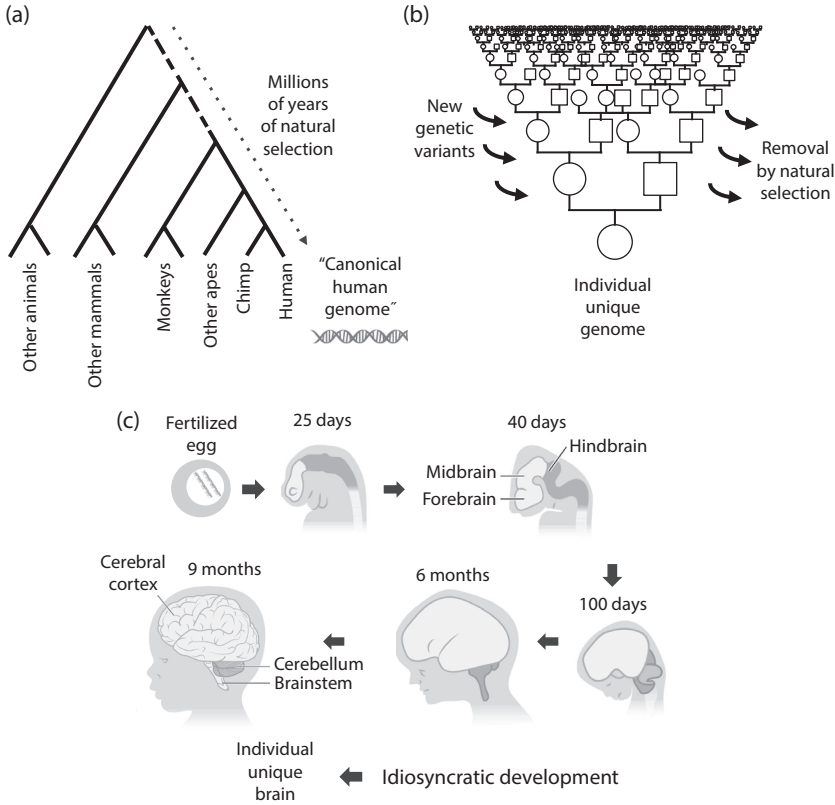 (a)
Millions
of years
of natural
selection
Other animals
Other mammals
Monkeys
Other apes
Chimp
Human
“Canonical
human
genome”
(b)
New
genetic
variants
Removal
by natural
selection
Individual
unique
genome
(c)
Fertilized
egg
25 days
40 days
Hindbrain
Midbrain
Forebrain
100 days
6 months
9 months
Cerebral
cortex
Cerebellum
Brainstem
Individual
unique
brain
Idiosyncratic development